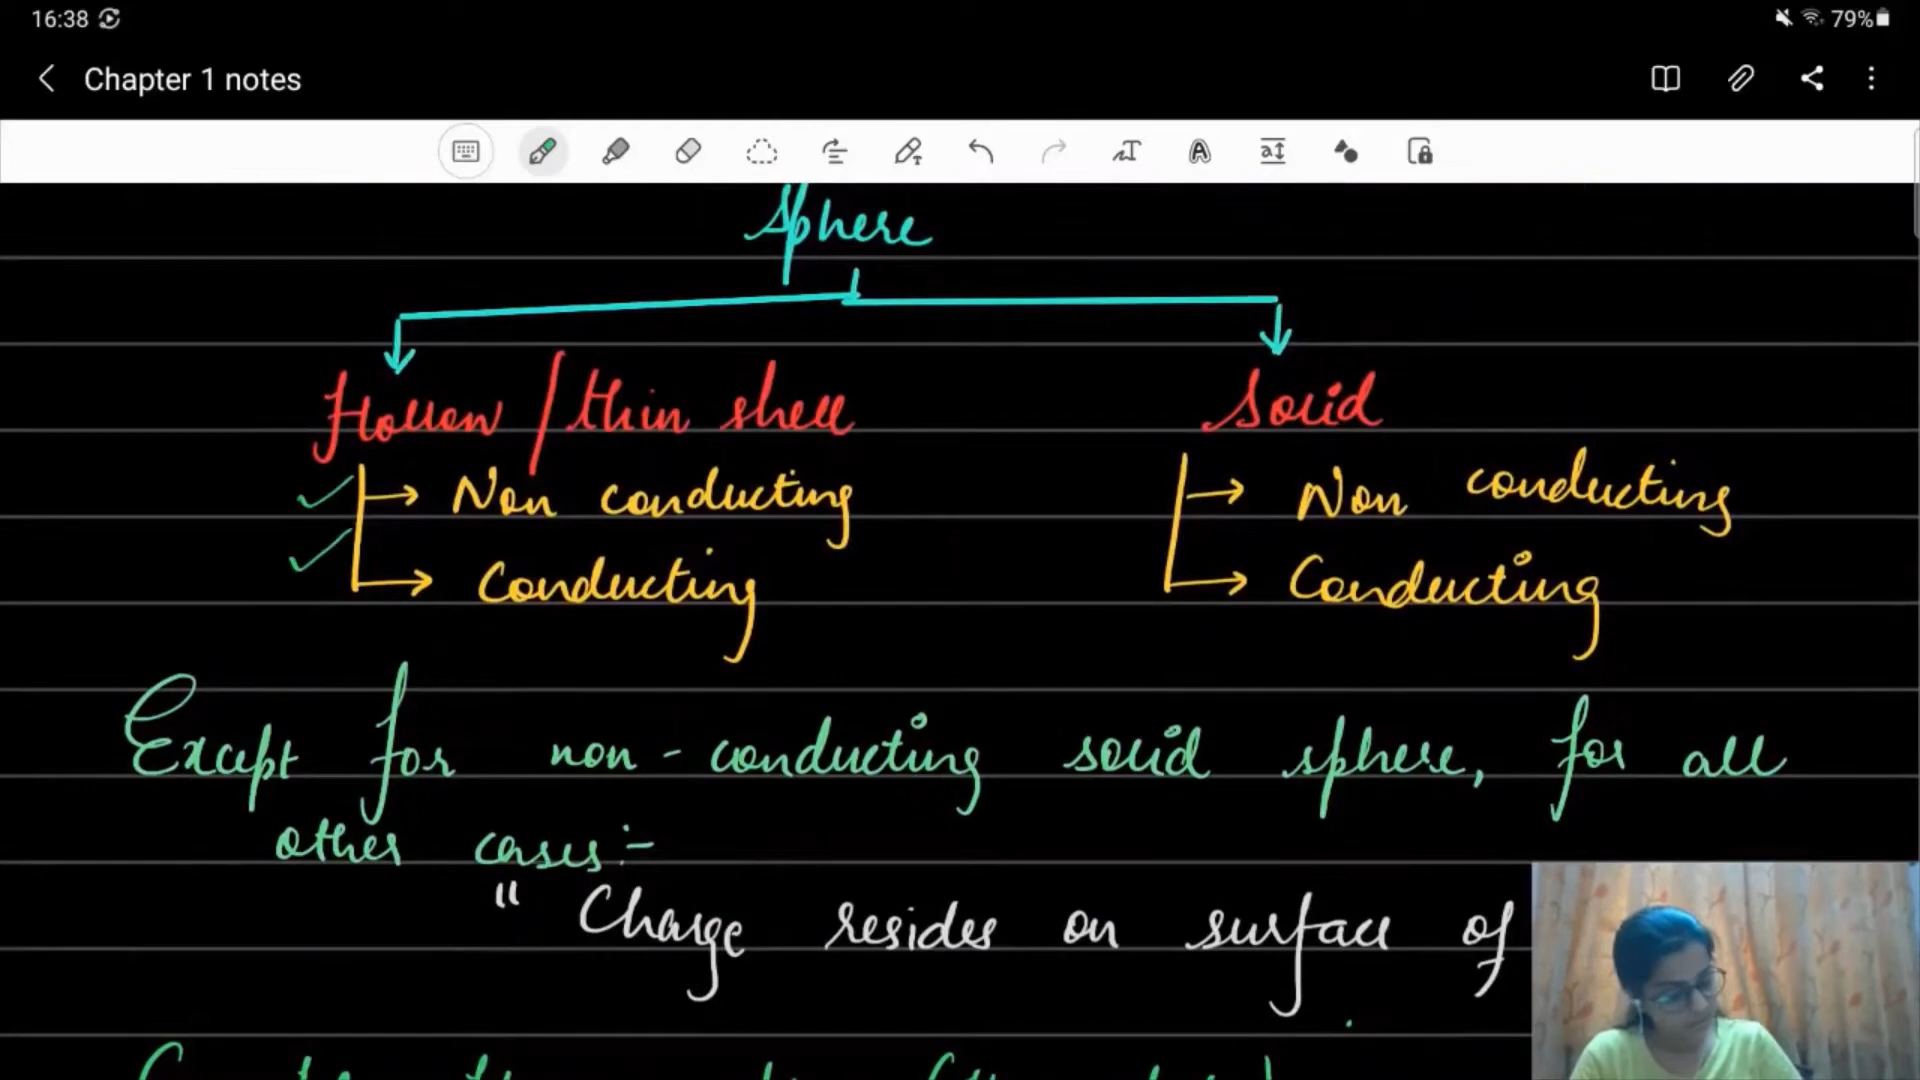 16:38 79%
Chapter 1 notes
Sphere
Hollow / thin shell Solid
→ Non conducting → Non conducting
→ Conducting → Conducting
Except for non-conducting solid sphere, for all
other cases:-
" Charge resides on surface of